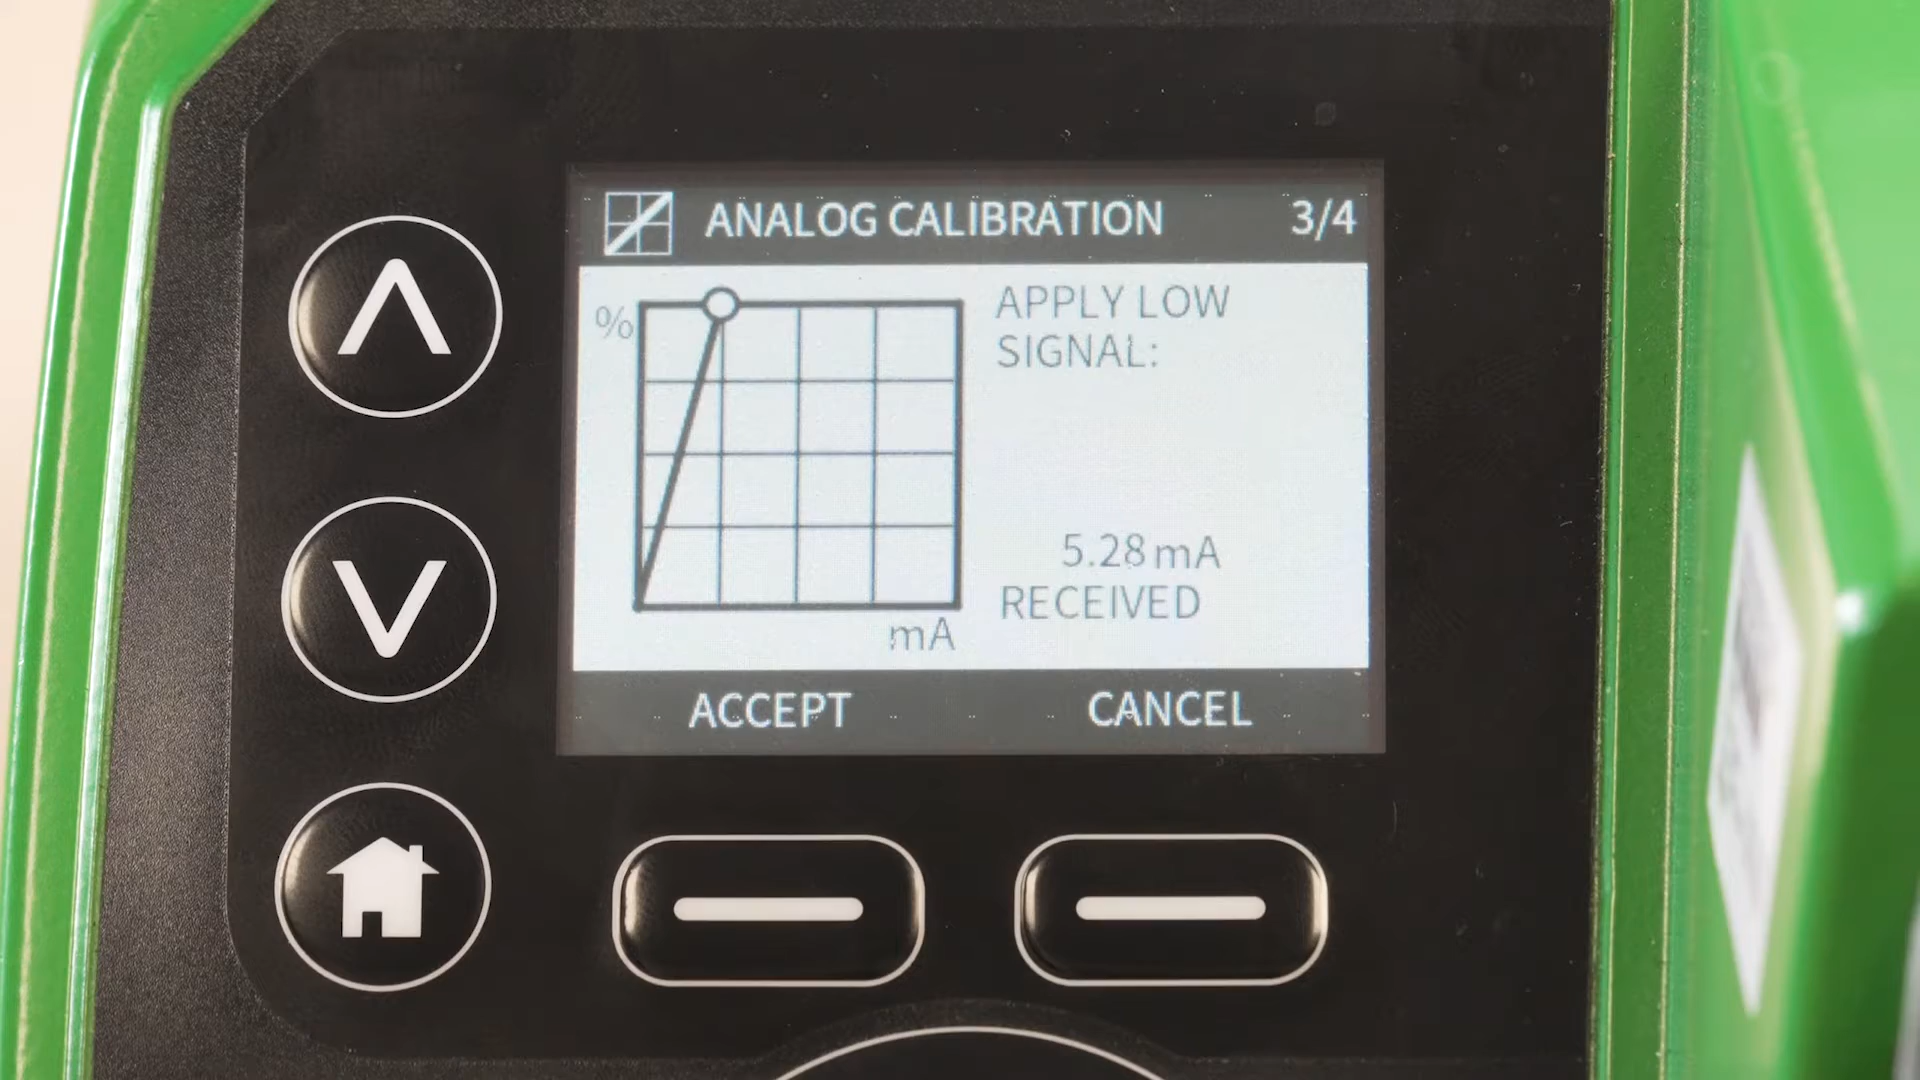 ANALOG CALIBRATION 3/4
%
APPLY LOW
SIGNAL:
5.28 mA
RECEIVED
mA
ACCEPT CANCEL